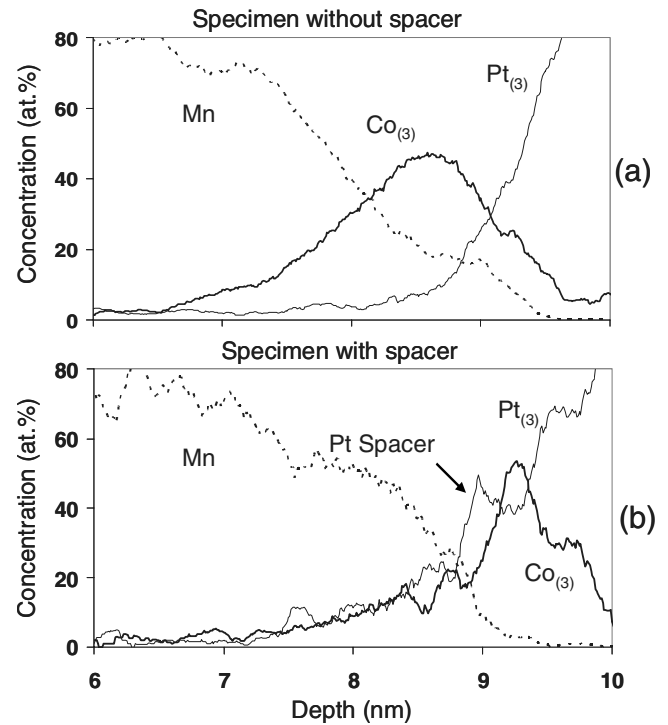 Specimen without spacer
80
60
40
20
0
Concentration (at.%)
Mn
Co(3)
Pt(3)
(a)
Specimen with spacer
80
60
40
20
0
Concentration (at.%)
Mn
Pt Spacer
Pt(3)
Co(3)
(b)
6 7 8 9 10
Depth (nm)